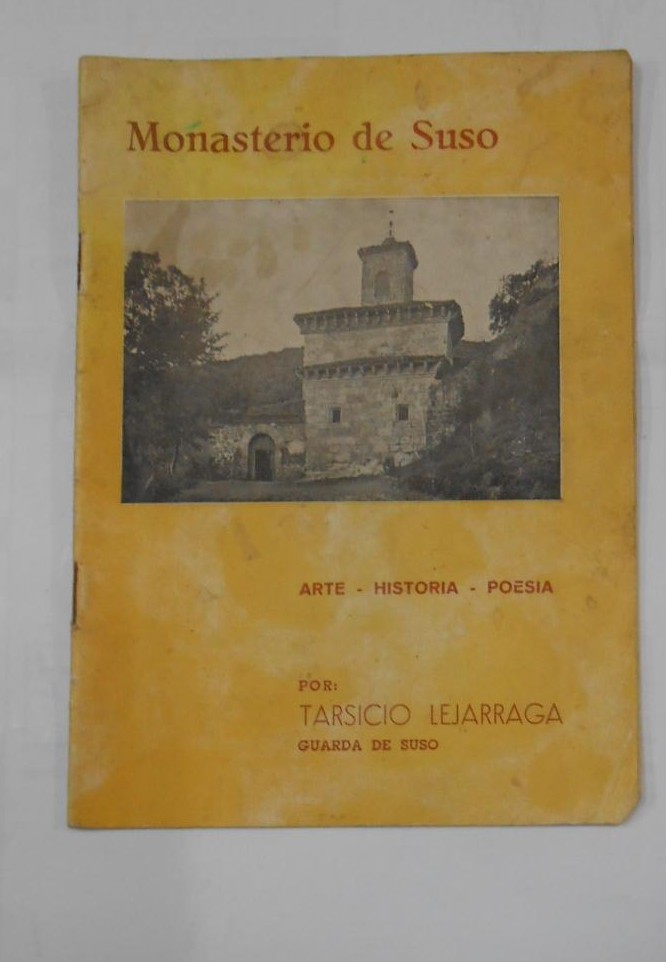 Monasterio de Suso
ARTE - HISTORIA - POESIA
POR:
TARSICIO LEJARRAGA
GUARDA DE SUSO